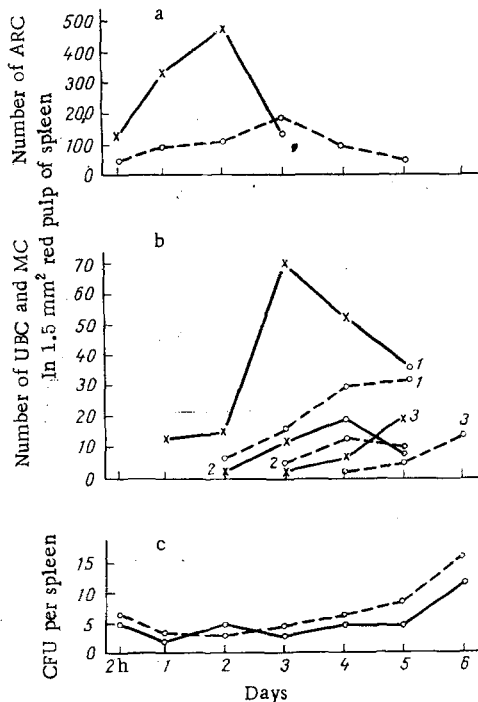 a
Number of ARC
500
400
300
200
100
0
In 1.5 mm² red pulp of spleen
b
Number of UBC and MC
70
60
50
40
30
20
10
0
1
1
2
2
3
3
c
CFU per spleen
15
10
5
0
2 h 1 2 3 4 5 6
Days